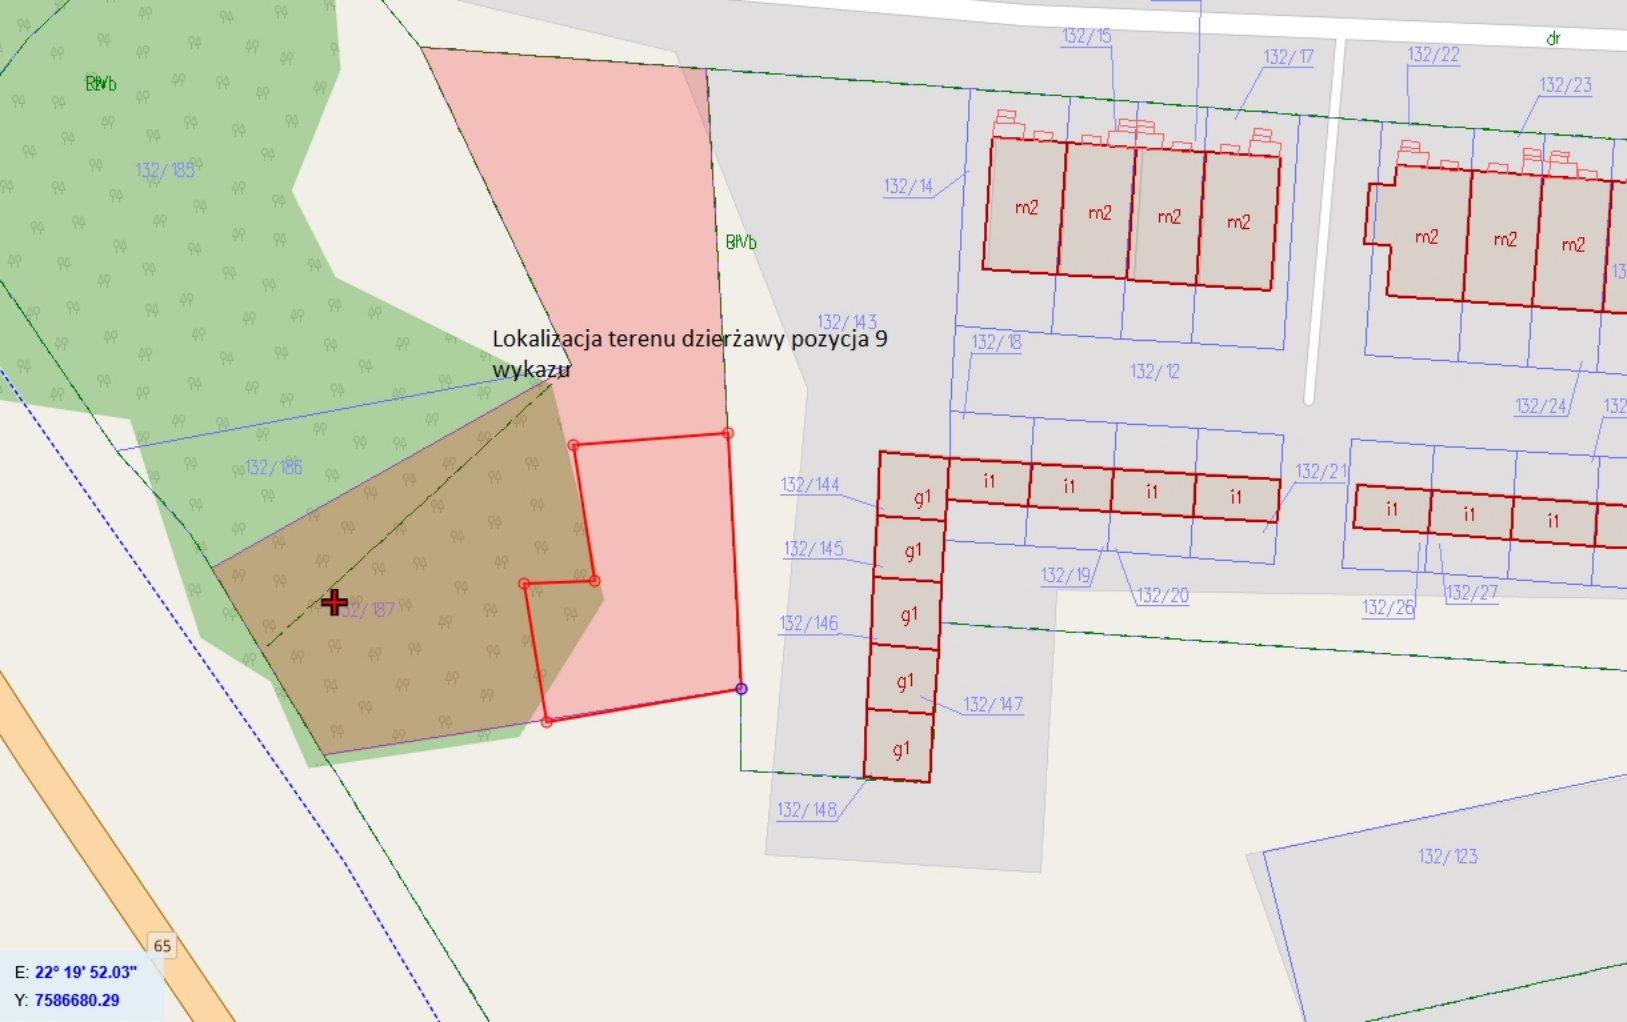 132/15
132/17
dr
132/22
132/23
132/185
132/14
m2
m2
m2
m2
m2
m2
m2
132/143
Lokalizacja terenu dzierżawy pozycja 9
wykazu
132/18
132/12
132/24
132/186
132/144
g1
i1
i1
i1
i1
132/21
i1
i1
i1
132/145
g1
132/19
132/20
132/26
132/27
132/187
132/146
g1
g1
132/147
g1
132/148
132/123
65
E: 22° 19' 52.03"
Y: 7586680.29